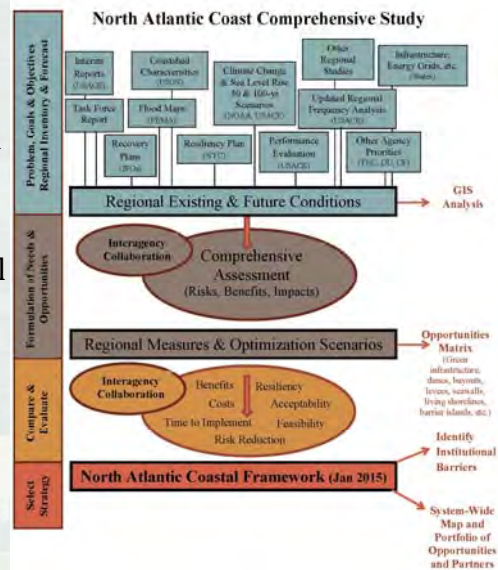 North Atlantic Coast Comprehensive Study
Problem, Goals & Objectives
Regional Inventory & Forecast
Interim
Reports
(USACE)
Coastal
Characteristics
(USGS)
Climate Change
& Sea Level Rise
50 & 100-yr
Scenarios
(NOAA, USACE)
Other
Regional
Studies
Infrastructure,
Energy Grids, etc.
(States)
Task Force
Report
Flood Maps
(FEMA)
Updated Regional
Frequency Analysis
(USACE)
Recovery
Plans
Resiliency Plan
(NYC)
Performance
Evaluation
(USACE)
Other Agency
Priorities
Regional Existing & Future Conditions
GIS
Analysis
Formulation of Needs &
Opportunities
Interagency
Collaboration
Comprehensive
Assessment
(Risks, Benefits, Impacts)
l
Regional Measures & Optimization Scenarios
Opportunities
Matrix
(Green
infrastructure,
dunes, buyouts,
levees, seawalls,
living shorelines,
barrier islands, etc.)
Compare &
Evaluate
Interagency
Collaboration
Benefits
Resiliency
Costs
Acceptability
Time to Implement
Feasibility
Risk Reduction
Identify
Institutional
Barriers
Select
Strategy
North Atlantic Coastal Framework (Jan 2015)
System-Wide
Map and
Portfolio of
Opportunities
and Partners